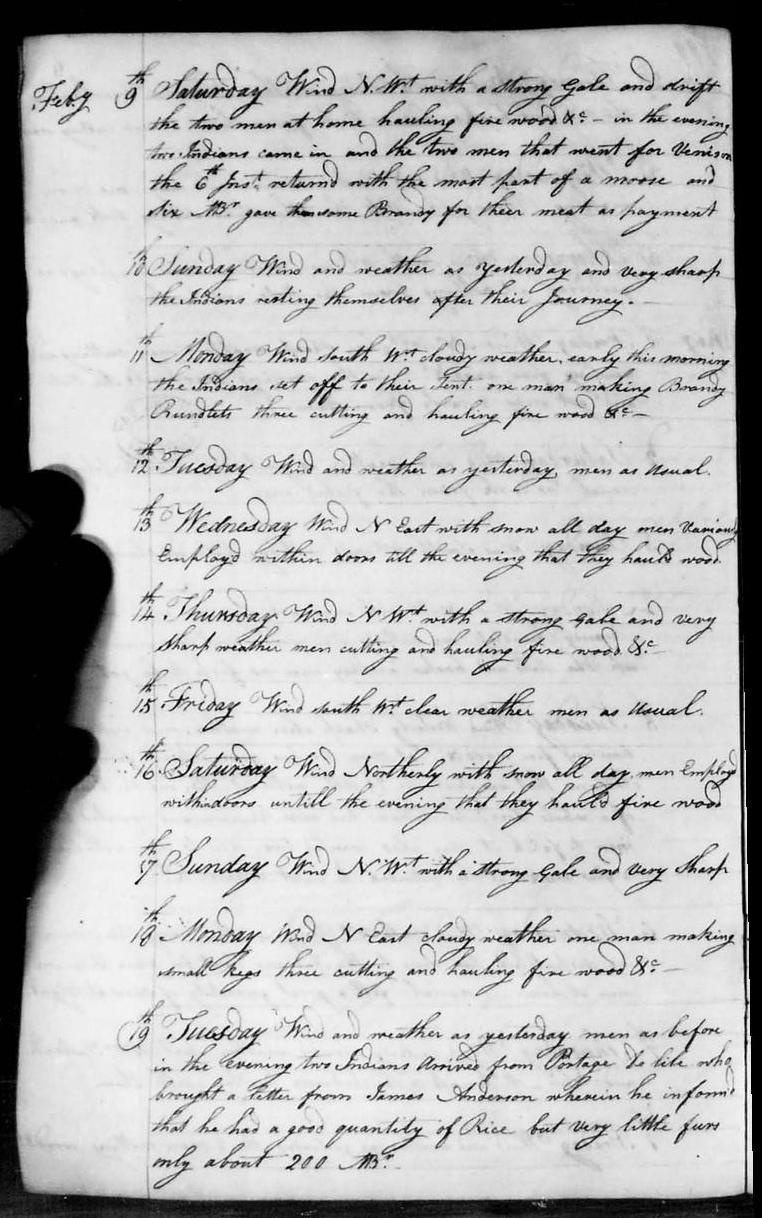 Feby 9th Saturday Wind N.Wt with a strong Gale and drift
the two men at home hauling fire wood &c - in the evening
two Indians came in and the two men that went for Venison
the 6th Inst. returnd with the most part of a moose and
six MBr gave them some Brandy for their meat as payment
10th Sunday Wind and weather as yesterday and very sharp
the Indians resting themselves after their Journey.
11th Monday Wind South Wt cloudy weather, early this morning
the Indians set off to their Tent. one man making Brandy
Rundlets three cutting and hauling fire wood &c -
12th Tuesday Wind and weather as yesterday men as Usual.
13th Wednesday Wind N East with snow all day men Variously
Employd within doors till the evening that they hauld wood
14th Thursday Wind N Wt with a strong Gale and very
Sharp weather men cutting and hauling fire wood &c
15th Friday Wind south Wt clear weather men as Usual.
16th Saturday Wind Northerly with snow all day, men Employd
within doors untill the evening that they hauld fire wood
17th Sunday Wind N.Wt with a strong Gale and very Sharp
18th Monday Wind N East cloudy weather one man making
small kegs three cutting and hauling fire wood &c -
19th Tuesday Wind and weather as yesterday men as before
in the evening two Indians Arrived from Portage De lile who
brought a letter from James Anderson wherein he informd
that he had a good quantity of Rice but very little furs
only about 200 MBr.